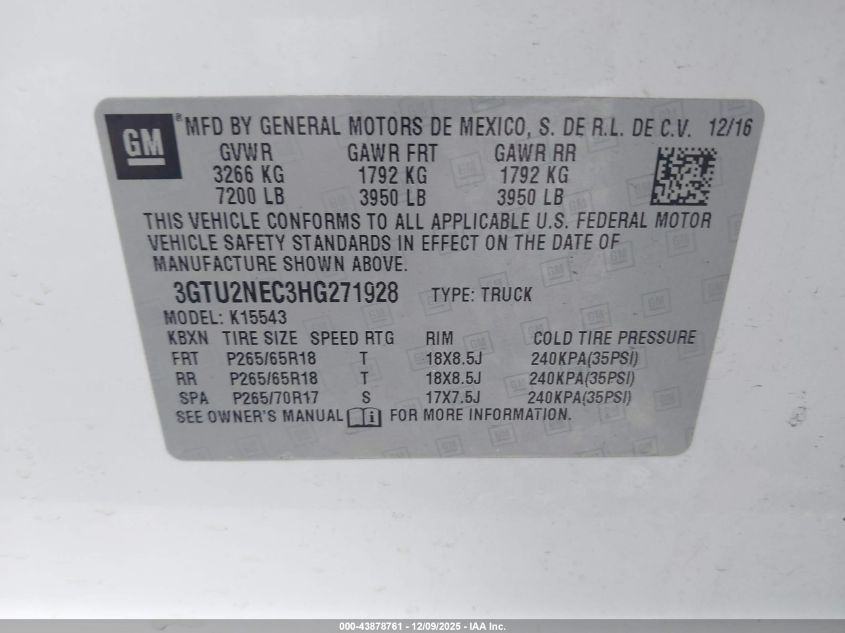 GM ® MFD BY GENERAL MOTORS DE MEXICO, S. DE R.L. DE C.V. 12/16
GVWR GAWR FRT GAWR RR
3266 KG 1792 KG 1792 KG
7200 LB 3950 LB 3950 LB
THIS VEHICLE CONFORMS TO ALL APPLICABLE U.S. FEDERAL MOTOR
VEHICLE SAFETY STANDARDS IN EFFECT ON THE DATE OF
MANUFACTURE SHOWN ABOVE.
3GTU2NEC3HG271928 TYPE: TRUCK
MODEL: K15543
KBXN TIRE SIZE SPEED RTG RIM COLD TIRE PRESSURE
FRT P265/65R18 T 18X8.5J 240KPA(35PSI)
RR P265/65R18 T 18X8.5J 240KPA(35PSI)
SPA P265/70R17 S 17X7.5J 240KPA(35PSI)
SEE OWNER'S MANUAL i FOR MORE INFORMATION.
000-43878761 - 12/09/2025 - IAA Inc.